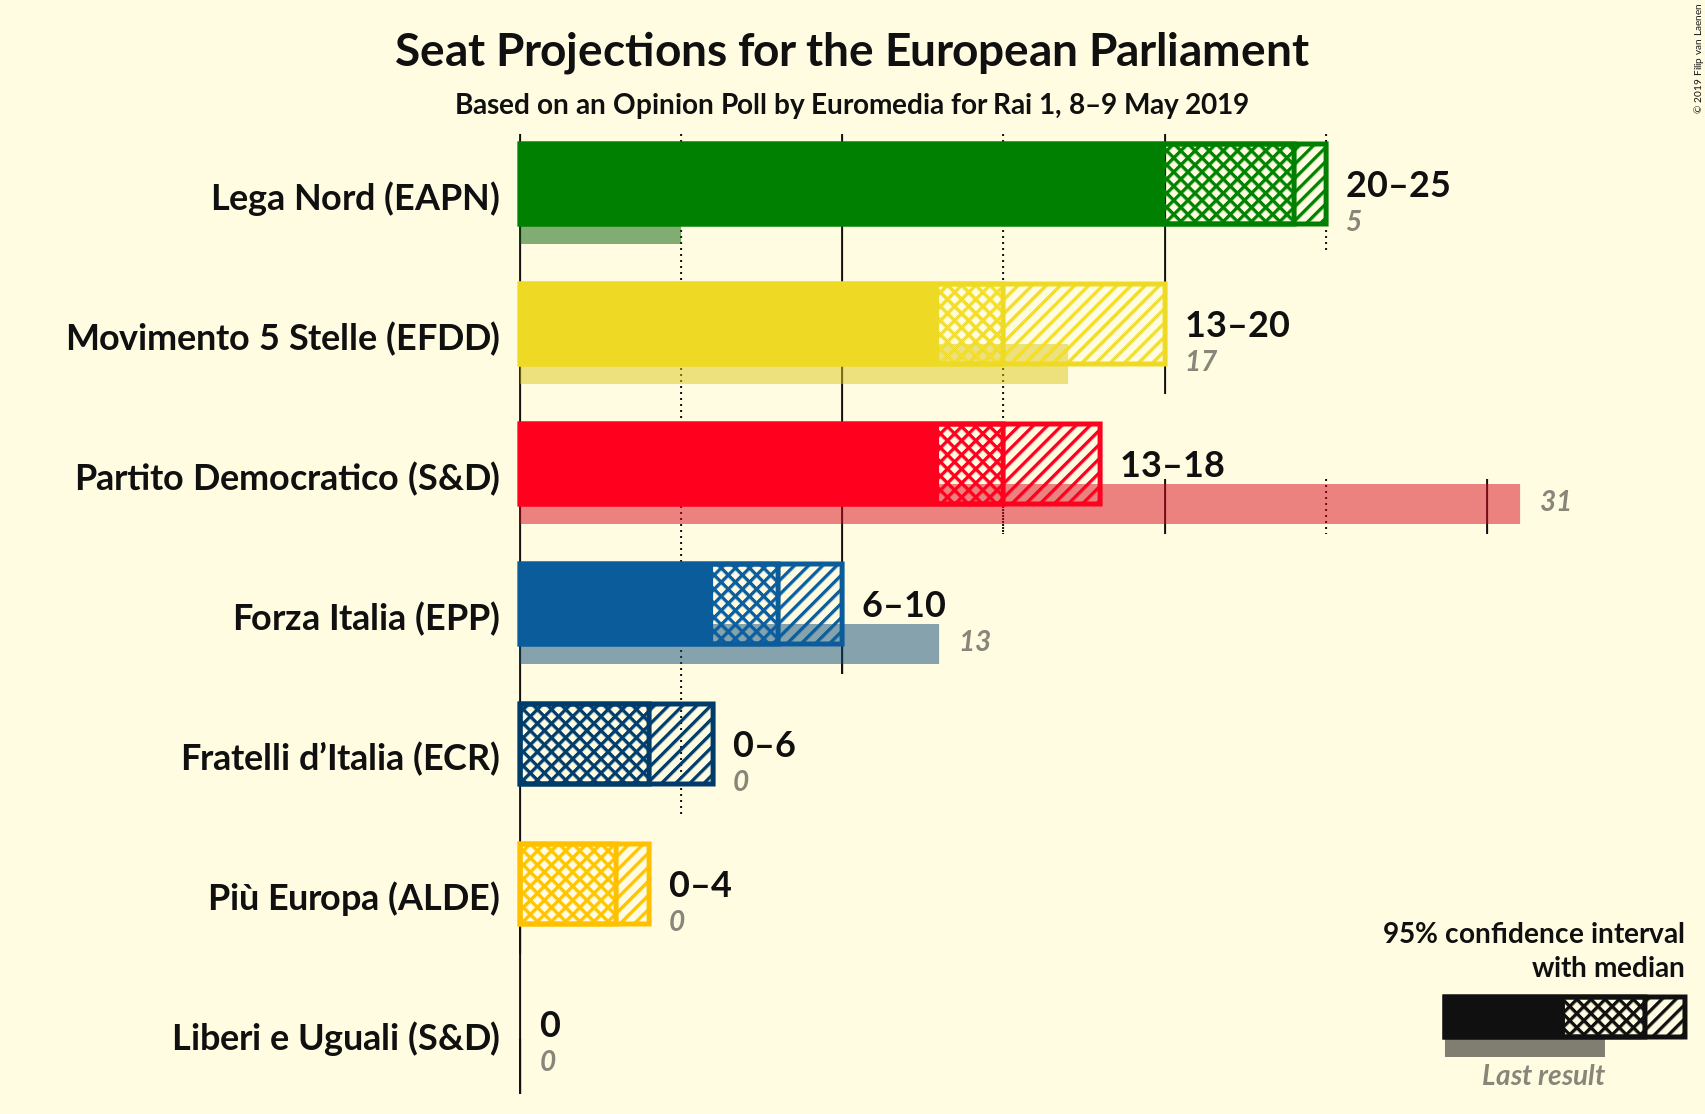 Seat Projections for the European Parliament
Based on an Opinion Poll by Euromedia for Rai 1, 8–9 May 2019
© 2019 Filip van Laenen
Lega Nord (EAPN)
20–25
5
Movimento 5 Stelle (EFDD)
13–20
17
Partito Democratico (S&D)
13–18
31
Forza Italia (EPP)
6–10
13
Fratelli d’Italia (ECR)
0–6
0
Più Europa (ALDE)
0–4
0
Liberi e Uguali (S&D)
0
0
95% confidence interval
with median
Last result